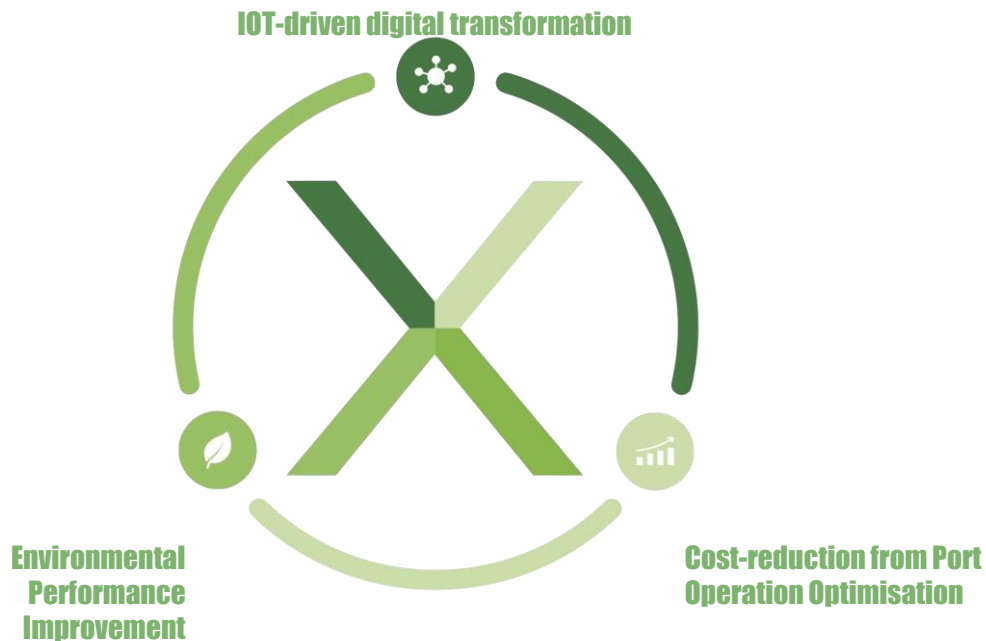 IOT-driven digital transformation
X
Environmental
Performance
Improvement
Cost-reduction from Port
Operation Optimisation